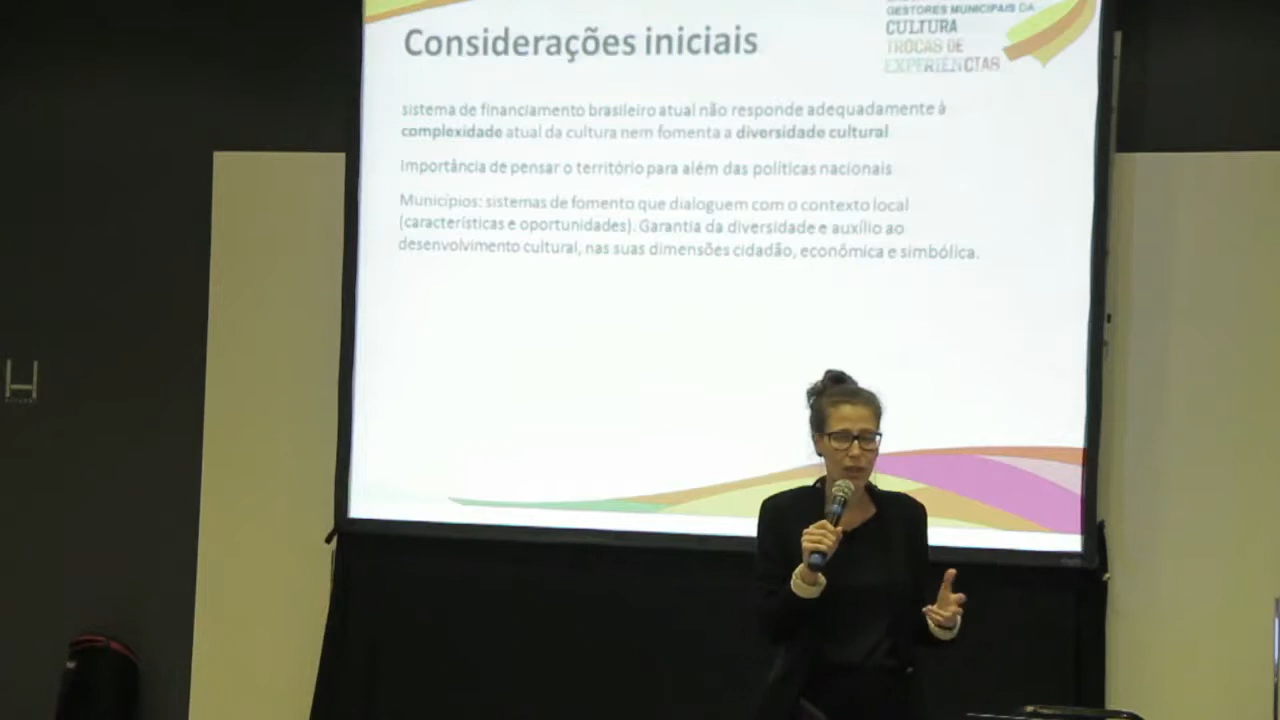 GESTORES MUNICIPAIS DA
CULTURA
TROCAS DE
EXPERIÊNCIAS
Considerações iniciais
sistema de financiamento brasileiro atual não responde adequadamente à
complexidade atual da cultura nem fomenta a diversidade cultural
Importância de pensar o território para além das políticas nacionais
Municípios: sistemas de fomento que dialoguem com o contexto local
(características e oportunidades). Garantia da diversidade e auxílio ao
desenvolvimento cultural, nas suas dimensões cidadão, econômica e simbólica.
H